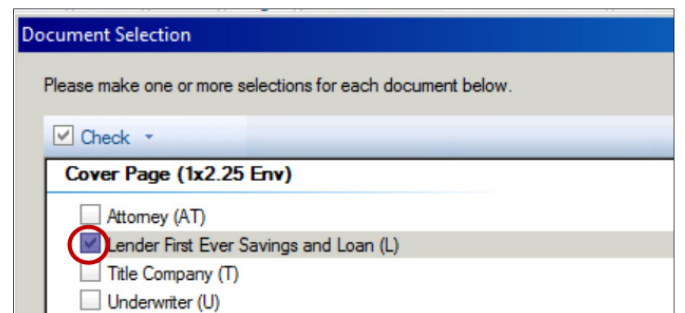 Document Selection
Please make one or more selections for each document below.
Check
Cover Page (1x2.25 Env)
Attorney (AT)
Lender First Ever Savings and Loan (L)
Title Company (T)
Underwriter (U)